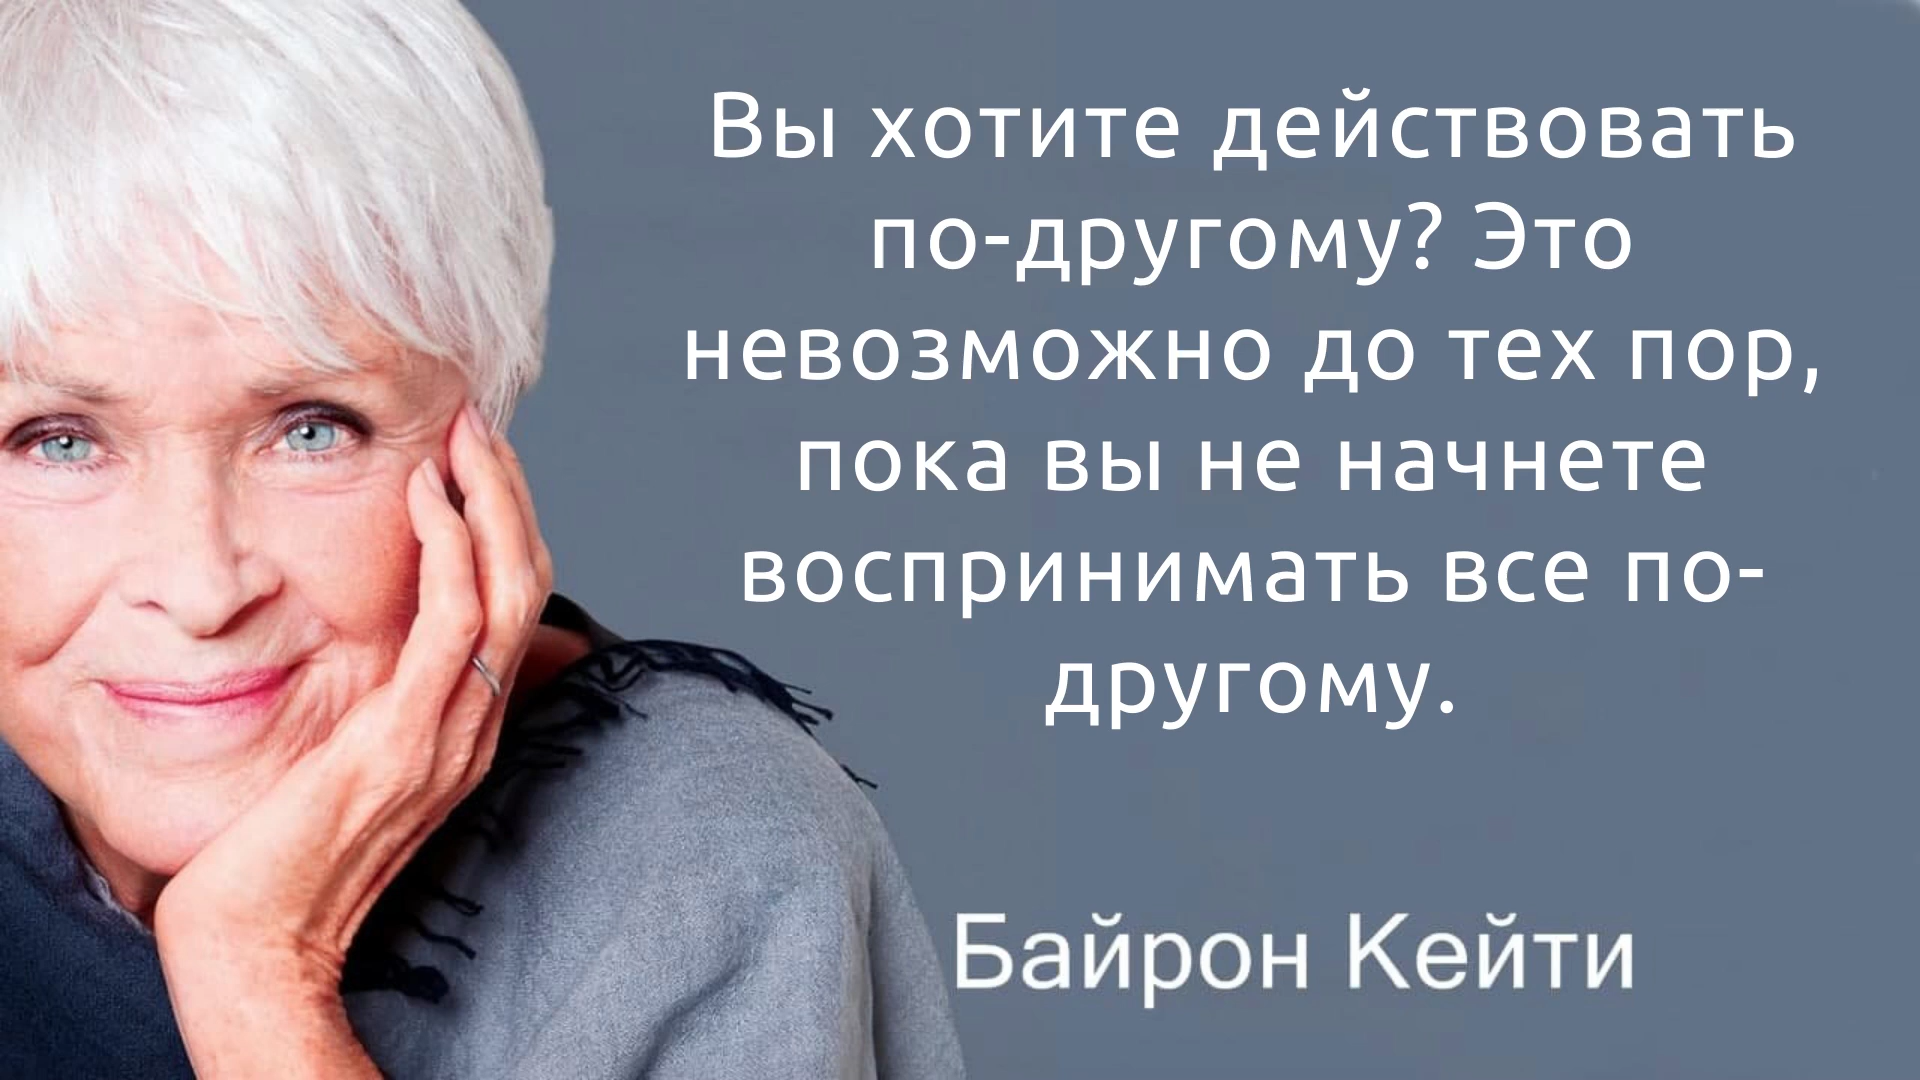 Вы хотите действовать
по-другому? Это
невозможно до тех пор,
пока вы не начнете
воспринимать все по-
другому.
Байрон Кейти